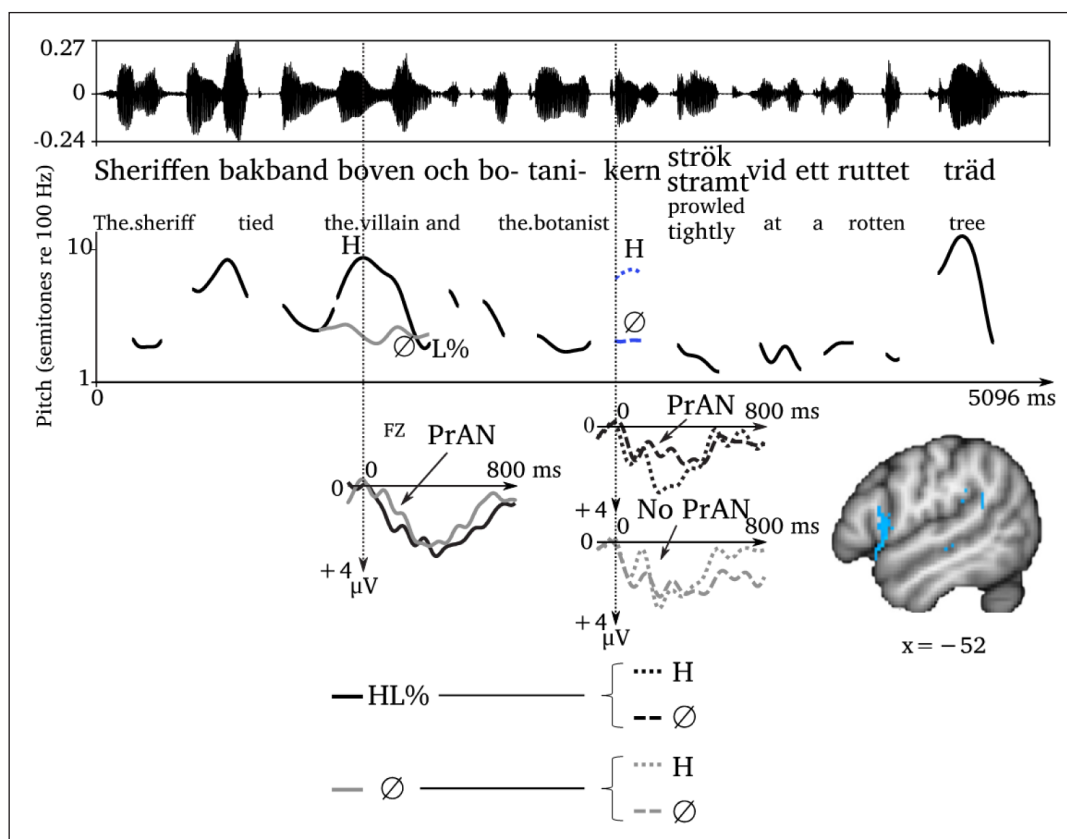 0.27
0
-0.24
Sheriffen bakband boven och bo- tani- kern strök vid ett ruttet träd
stramt
The.sheriff tied the.villain and the.botanist prowled at a rotten tree
tightly
Pitch (semitones re 100 Hz)
10
1
H
∅ L%
H
∅
0
5096 ms
FZ
PrAN
0
800 ms
0
+4
μV
PrAN
0
800 ms
0
+4
No PrAN
0
800 ms
0
+4
μV
x = −52
HL%
H
∅
∅
H
∅